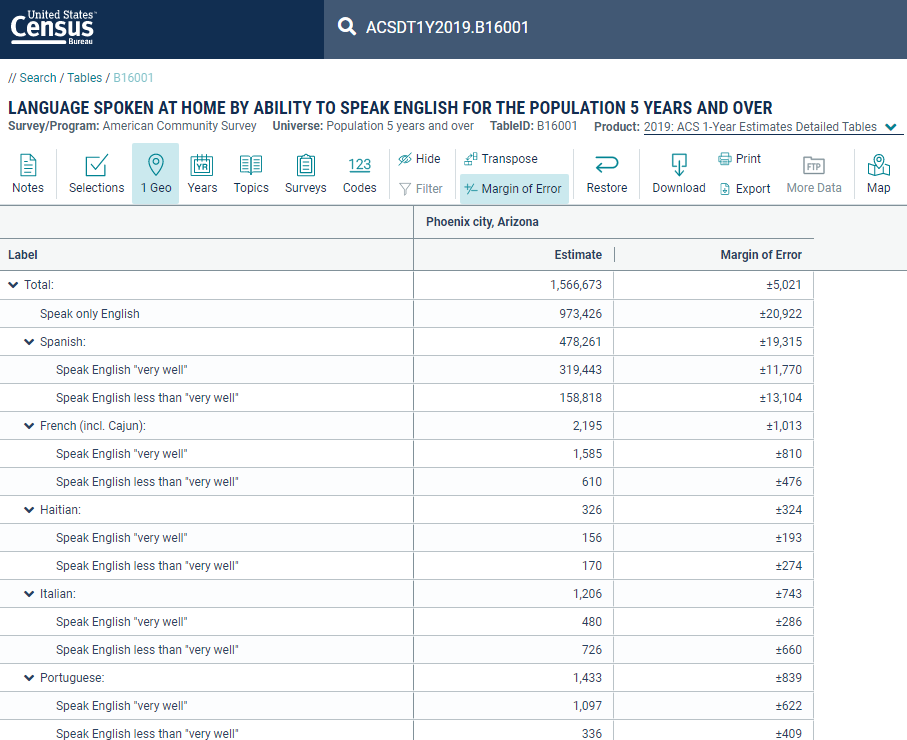 United States™
Census
Bureau
ACSDT1Y2019.B16001
// Search / Tables / B16001
LANGUAGE SPOKEN AT HOME BY ABILITY TO SPEAK ENGLISH FOR THE POPULATION 5 YEARS AND OVER
Survey/Program: American Community Survey Universe: Population 5 years and over TableID: B16001 Product: 2019: ACS 1-Year Estimates Detailed Tables
Notes Selections 1 Geo YR Years Topics Surveys 123 Codes Hide Filter Transpose Margin of Error Restore Download Print Export FTP More Data Map
Phoenix city, Arizona
Label Estimate Margin of Error
Total: 1,566,673 ±5,021
Speak only English 973,426 ±20,922
Spanish: 478,261 ±19,315
Speak English "very well" 319,443 ±11,770
Speak English less than "very well" 158,818 ±13,104
French (incl. Cajun): 2,195 ±1,013
Speak English "very well" 1,585 ±810
Speak English less than "very well" 610 ±476
Haitian: 326 ±324
Speak English "very well" 156 ±193
Speak English less than "very well" 170 ±274
Italian: 1,206 ±743
Speak English "very well" 480 ±286
Speak English less than "very well" 726 ±660
Portuguese: 1,433 ±839
Speak English "very well" 1,097 ±622
Speak English less than "very well" 336 ±409